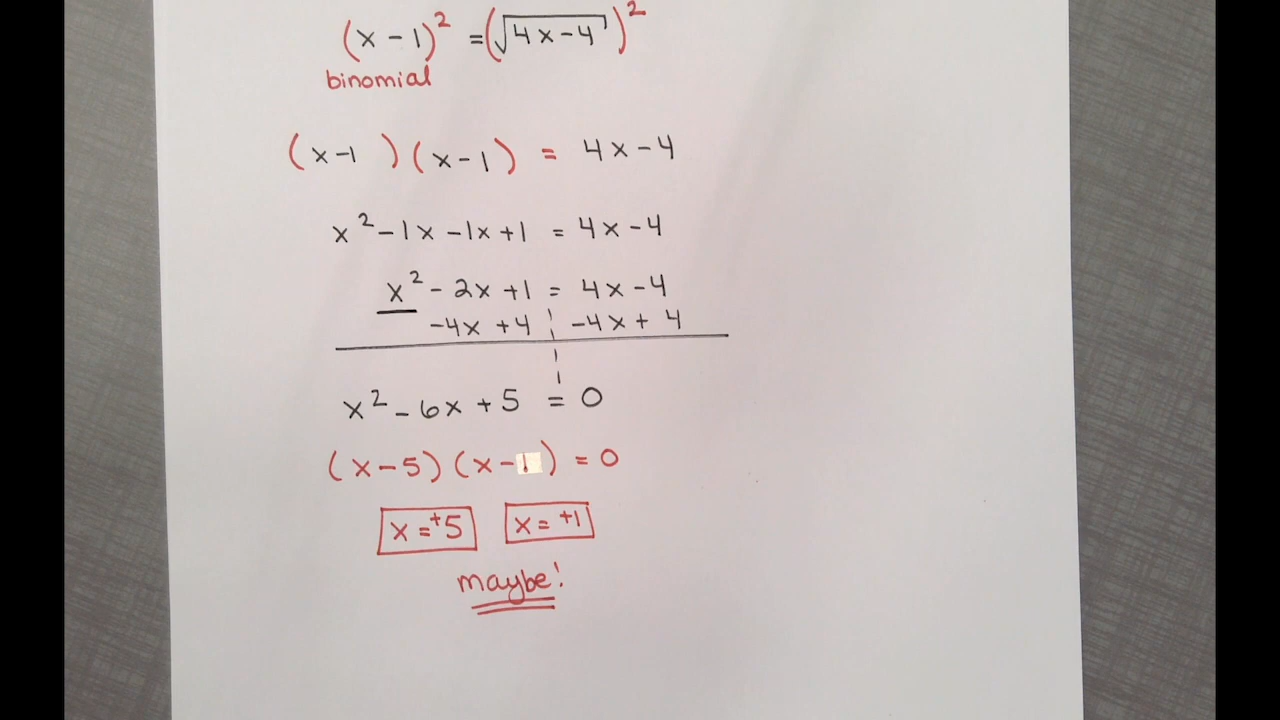 (x - 1)² = (√4x - 4)²
binomial
(x - 1)(x - 1) = 4x - 4
x² - 1x - 1x + 1 = 4x - 4
x² - 2x + 1 = 4x - 4
-4x + 4 -4x + 4
x² - 6x + 5 = 0
(x - 5)(x - 1) = 0
x = +5 x = +1
maybe!